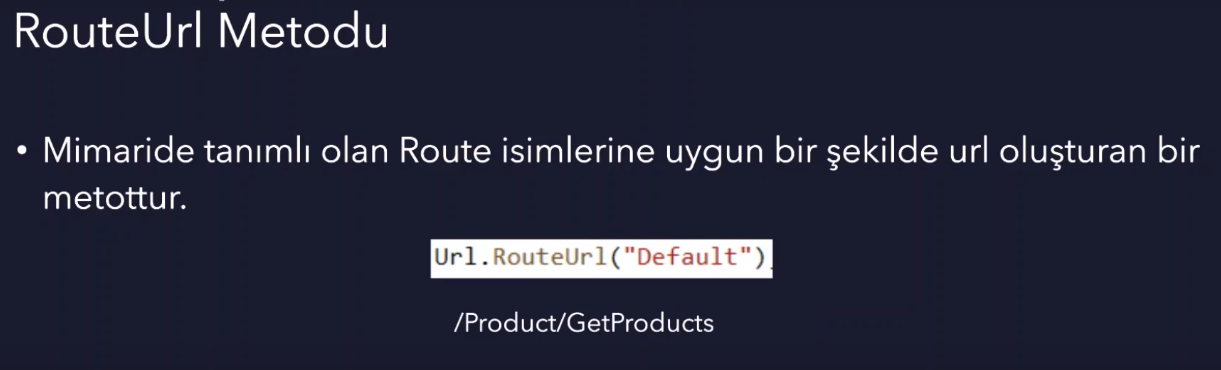 RouteUrl Metodu
• Mimaride tanımlı olan Route isimlerine uygun bir şekilde url oluşturan bir
metottur.
Url.RouteUrl("Default")
/Product/GetProducts